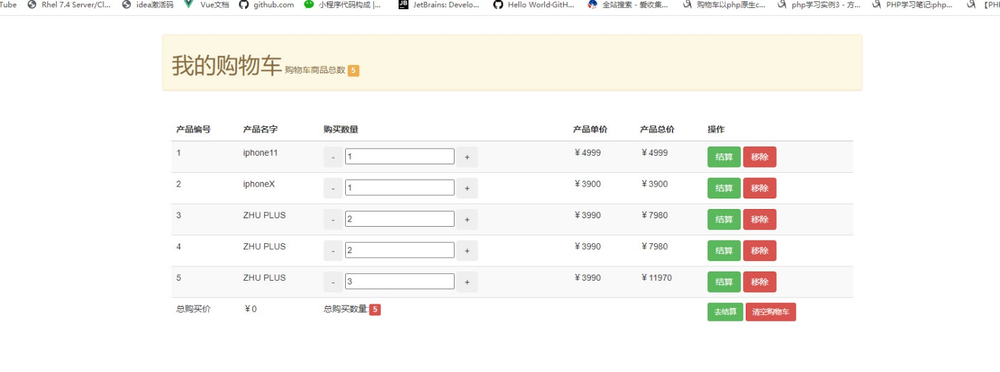 Tube Rhel 7.4 Server/Cl... idea激活码 Vue文档 github.com 小程序代码构成 |... JetBrains: Develo... Hello World·GitH... 全站搜索 - 爱收集... 购物车以php原生c... php学习实例3 - 方... PHP学习笔记:php... 【PH
我的购物车 购物车商品总数 5
产品编号 产品名字 购买数量 产品单价 产品总价 操作
1 iphone11 - 1 + ￥4999 ￥4999 结算 移除
2 iphoneX - 1 + ￥3900 ￥3900 结算 移除
3 ZHU PLUS - 2 + ￥3990 ￥7980 结算 移除
4 ZHU PLUS - 2 + ￥3990 ￥7980 结算 移除
5 ZHU PLUS - 3 + ￥3990 ￥11970 结算 移除
总购买价 ￥0 总购买数量:5 去结算 清空购物车